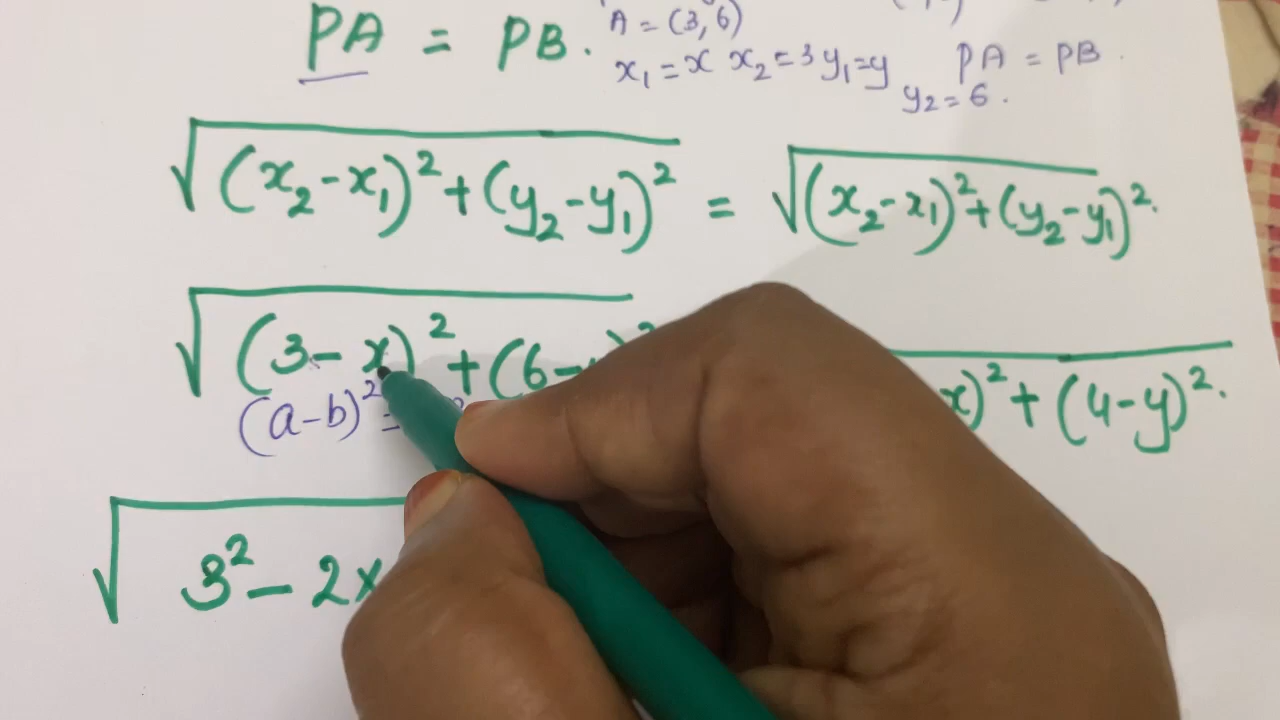 PA = PB. A = (3, 6)
x₁ = x x₂ = 3 y₁ = y PA = PB.
y₂ = 6.
√(x₂ - x₁)² + (y₂ - y₁)² = √(x₂ - x₁)² + (y₂ - y₁)².
√(3 - x)² + (6 - x)² + (4 - y)².
(a - b)² =
√3² - 2×